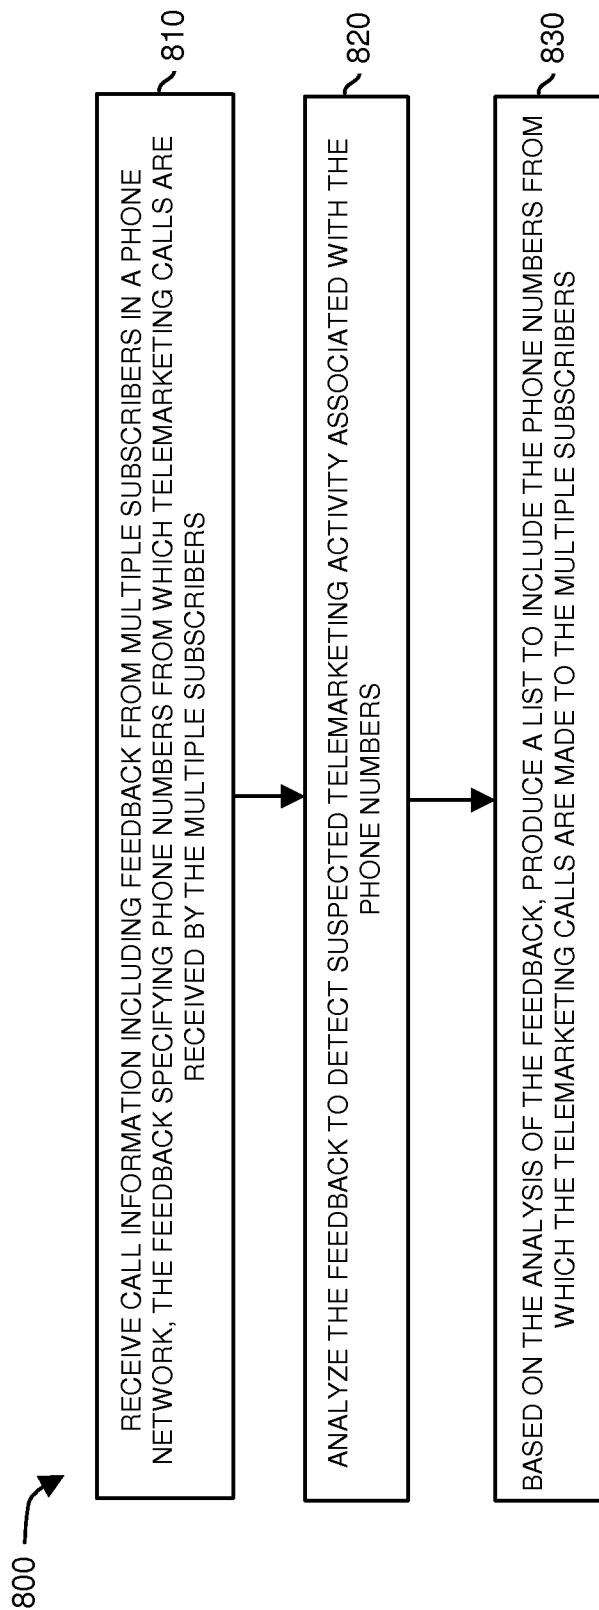 800
810
RECEIVE CALL INFORMATION INCLUDING FEEDBACK FROM MULTIPLE SUBSCRIBERS IN A PHONE
NETWORK, THE FEEDBACK SPECIFYING PHONE NUMBERS FROM WHICH TELEMARKETING CALLS ARE
RECEIVED BY THE MULTIPLE SUBSCRIBERS
820
ANALYZE THE FEEDBACK TO DETECT SUSPECTED TELEMARKETING ACTIVITY ASSOCIATED WITH THE
PHONE NUMBERS
830
BASED ON THE ANALYSIS OF THE FEEDBACK, PRODUCE A LIST TO INCLUDE THE PHONE NUMBERS FROM
WHICH THE TELEMARKETING CALLS ARE MADE TO THE MULTIPLE SUBSCRIBERS